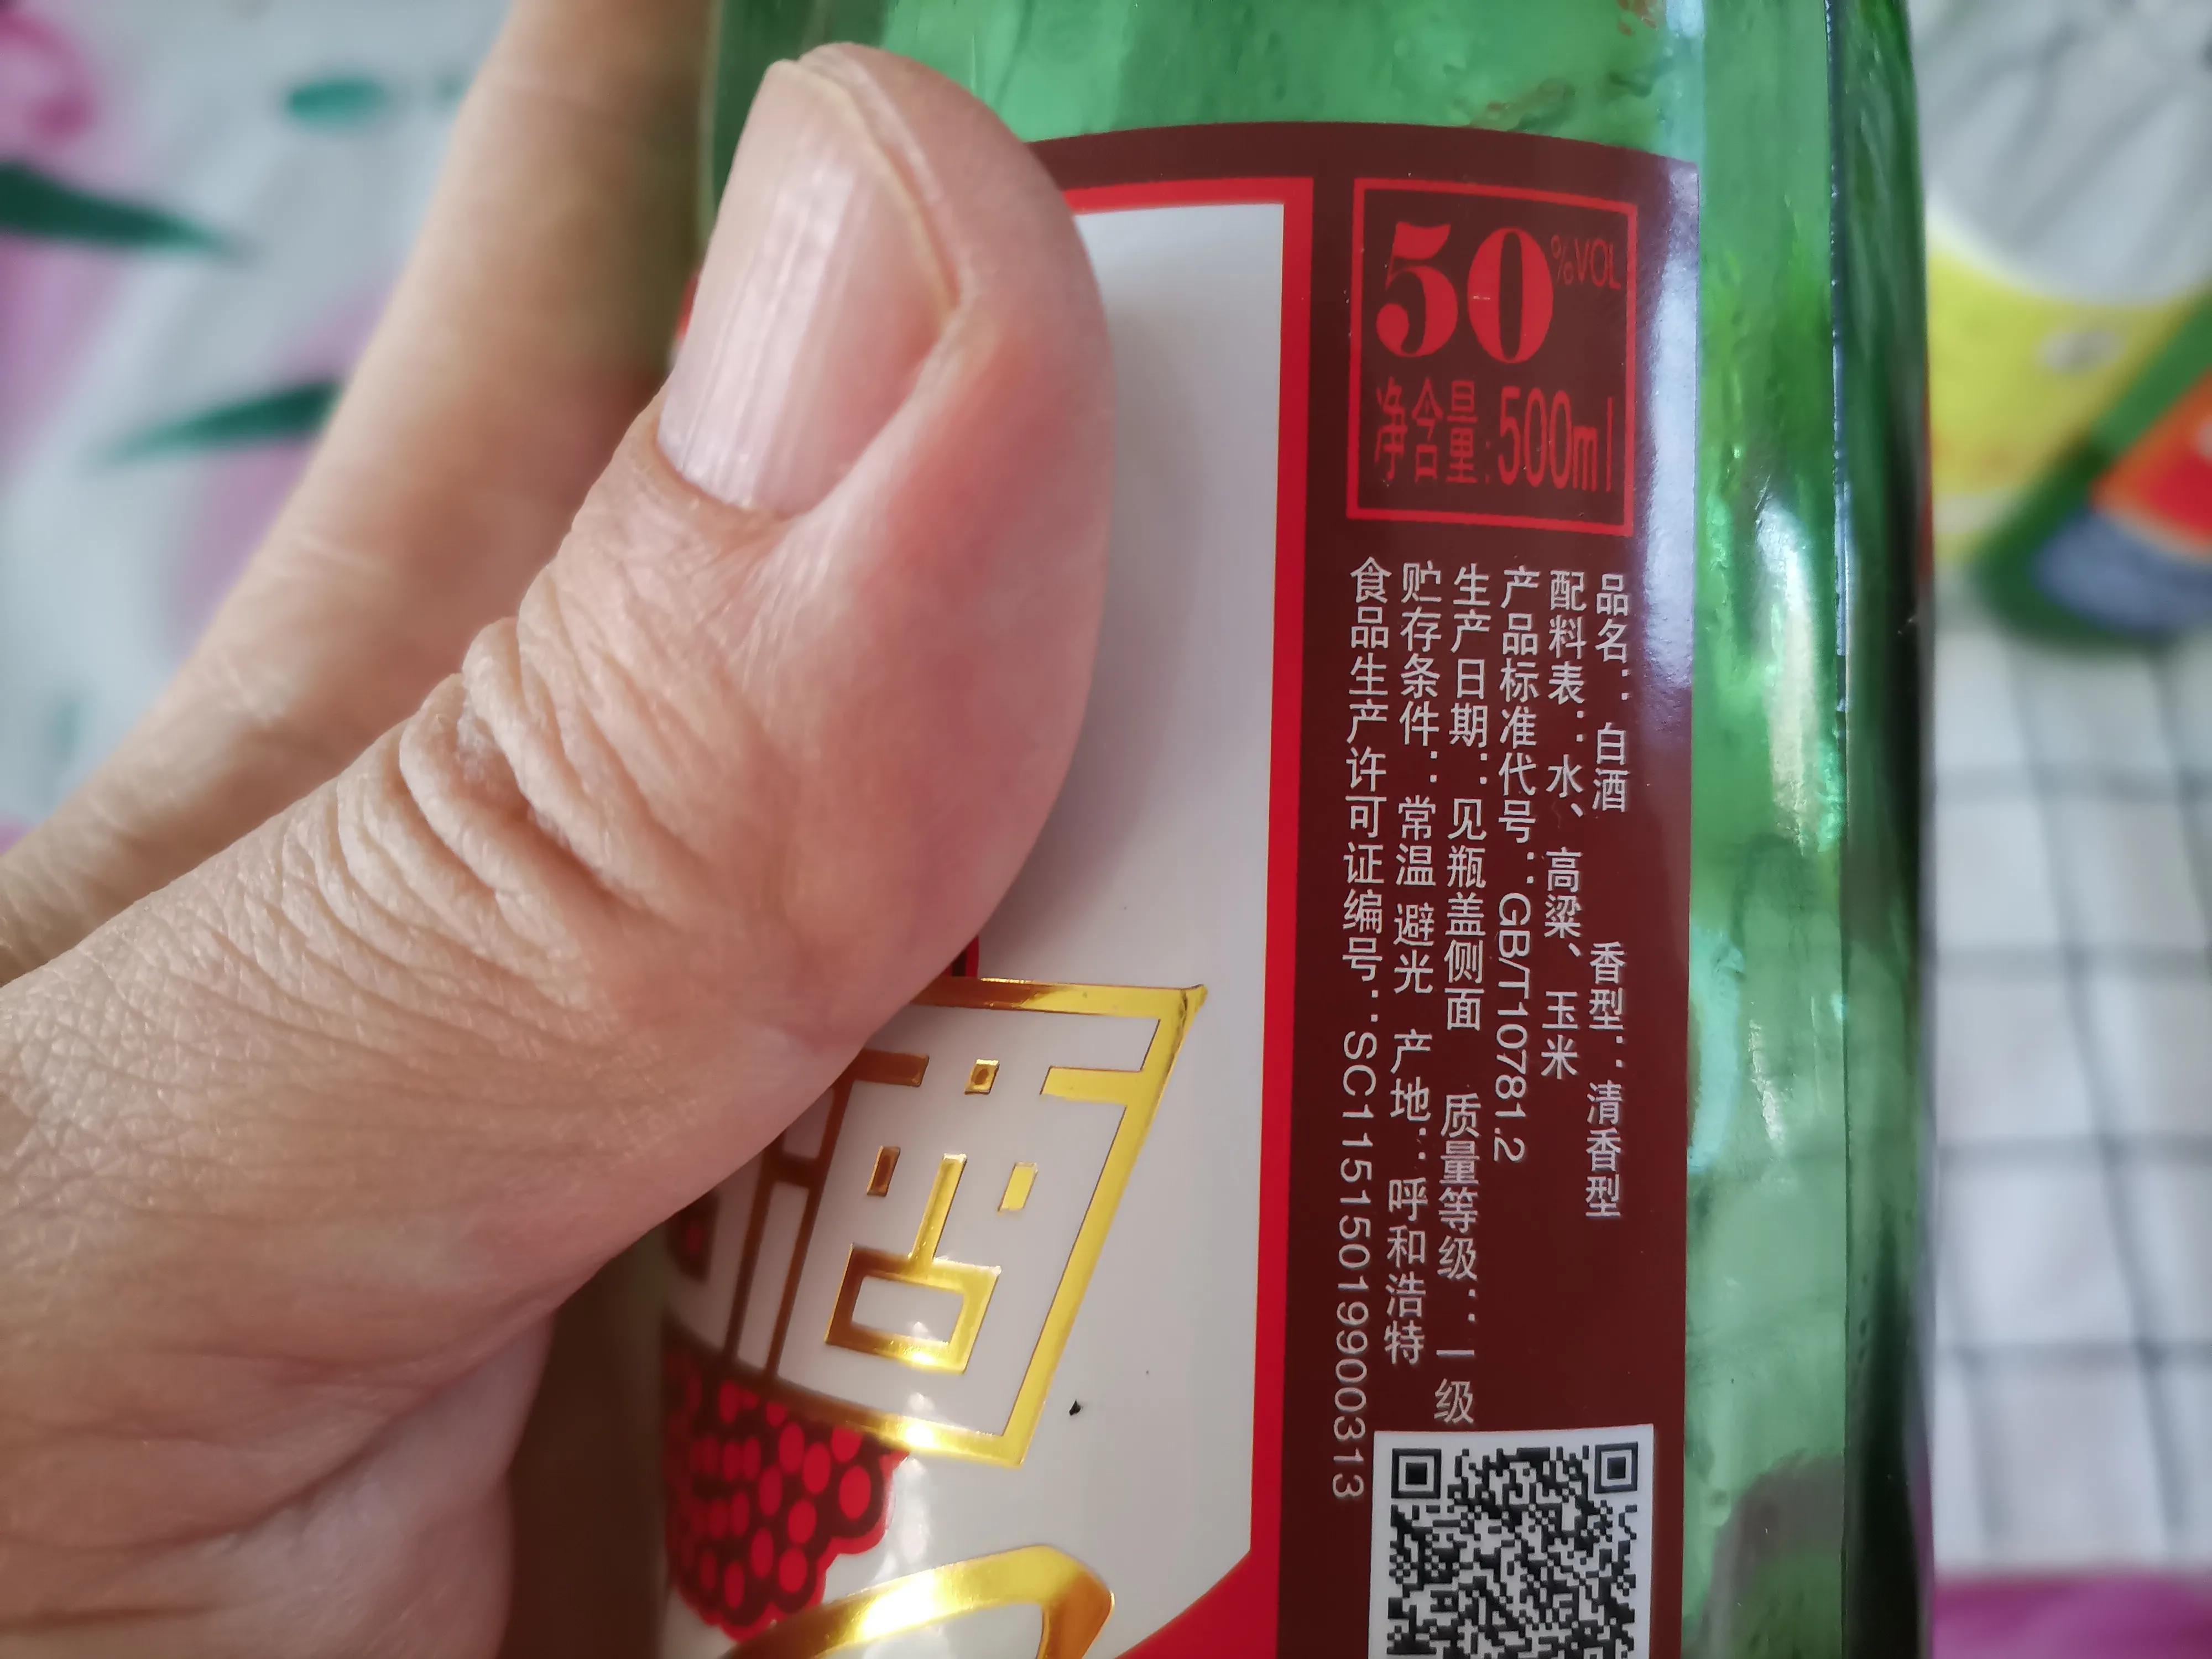 50%VOL
净含量:500ml
品名：白酒 香型：清香型
配料表：水、高粱、玉米
产品标准代号：GB/T10781.2
生产日期：见瓶盖侧面 质量等级：一级
贮存条件：常温 避光 产地：呼和浩特
食品生产许可证编号：SC11515019900313